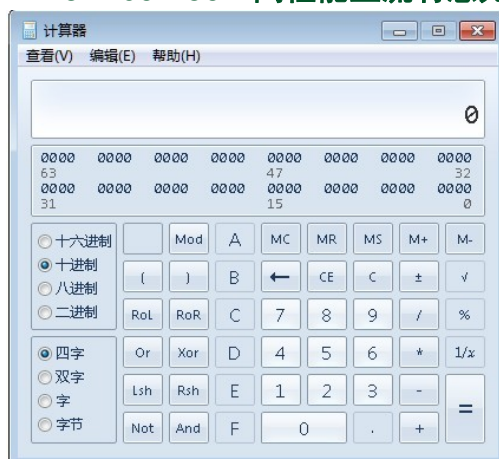 计算器
查看(V) 编辑(E) 帮助(H)
0
0000 0000 0000 0000 0000 0000 0000 0000
63 47 32
0000 0000 0000 0000 0000 0000 0000 0000
31 15 0
十六进制 Mod A MC MR MS M+ M-
十进制 ( ) B ← CE C ± √
八进制
二进制 RoL RoR C 7 8 9 / %
四字 Or Xor D 4 5 6 * 1/x
双字
字 Lsh Rsh E 1 2 3 - =
字节 Not And F 0 . +